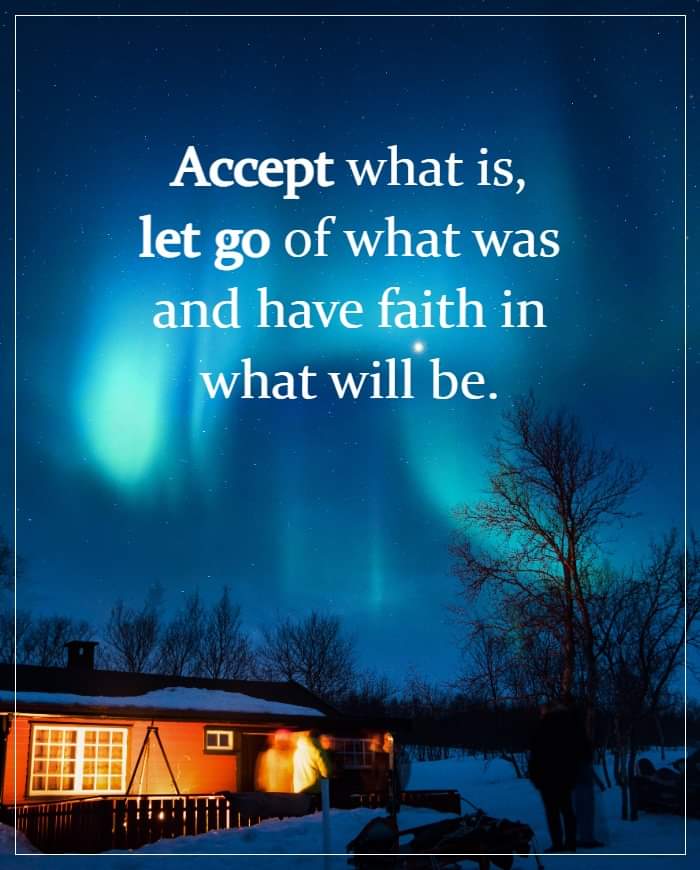 Accept what is,
let go of what was
and have faith in
what will be.